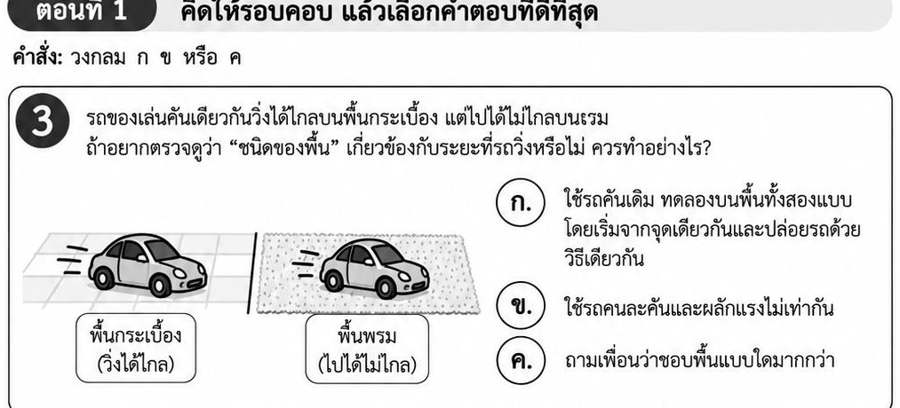 ตอนที่ 1 คิดให้รอบคอบ แล้วเลือกคำตอบที่ดีที่สุด
คำสั่ง: วงกลม ก ข หรือ ค
3
รถของเล่นคันเดียวกันวิ่งได้ไกลบนพื้นกระเบื้อง แต่ไปได้ไม่ไกลบน
ถ้าอยากตรวจดูว่า “ชนิดของพื้น” เกี่ยวข้องกับระยะที่รถวิ่งหรือไม่ ควรทำอย่างไร?
ก. ใช้รถคันเดิม ทดลองบนพื้นทั้งสองแบบ
โดยเริ่มจากจุดเดียวกันและปล่อยรถด้วย
วิธีเดียวกัน
ข. ใช้รถคนละคันและผลักแรงไม่เท่ากัน
ค. ถามเพื่อนว่าชอบพื้นแบบใดมากกว่า
พื้นกระเบื้อง
(วิ่งได้ไกล)
พื้นพรม
(ไปได้ไม่ไกล)